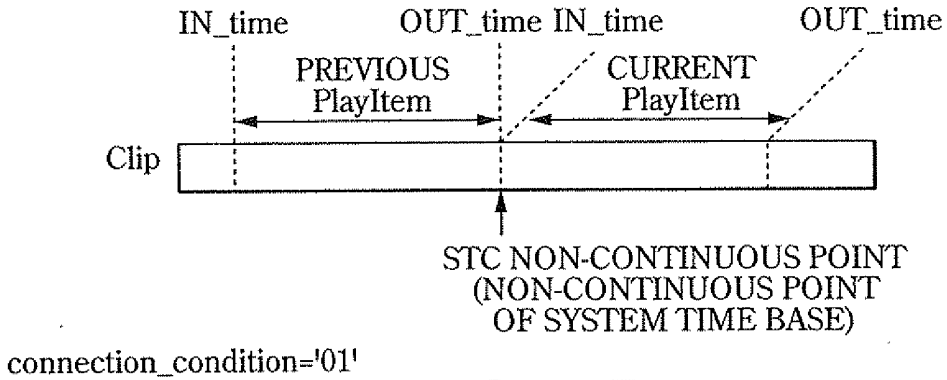 IN_time OUT_time IN_time OUT_time
PREVIOUS
PlayItem
CURRENT
PlayItem
Clip
STC NON-CONTINUOUS POINT
(NON-CONTINUOUS POINT
OF SYSTEM TIME BASE)
connection_condition='01'